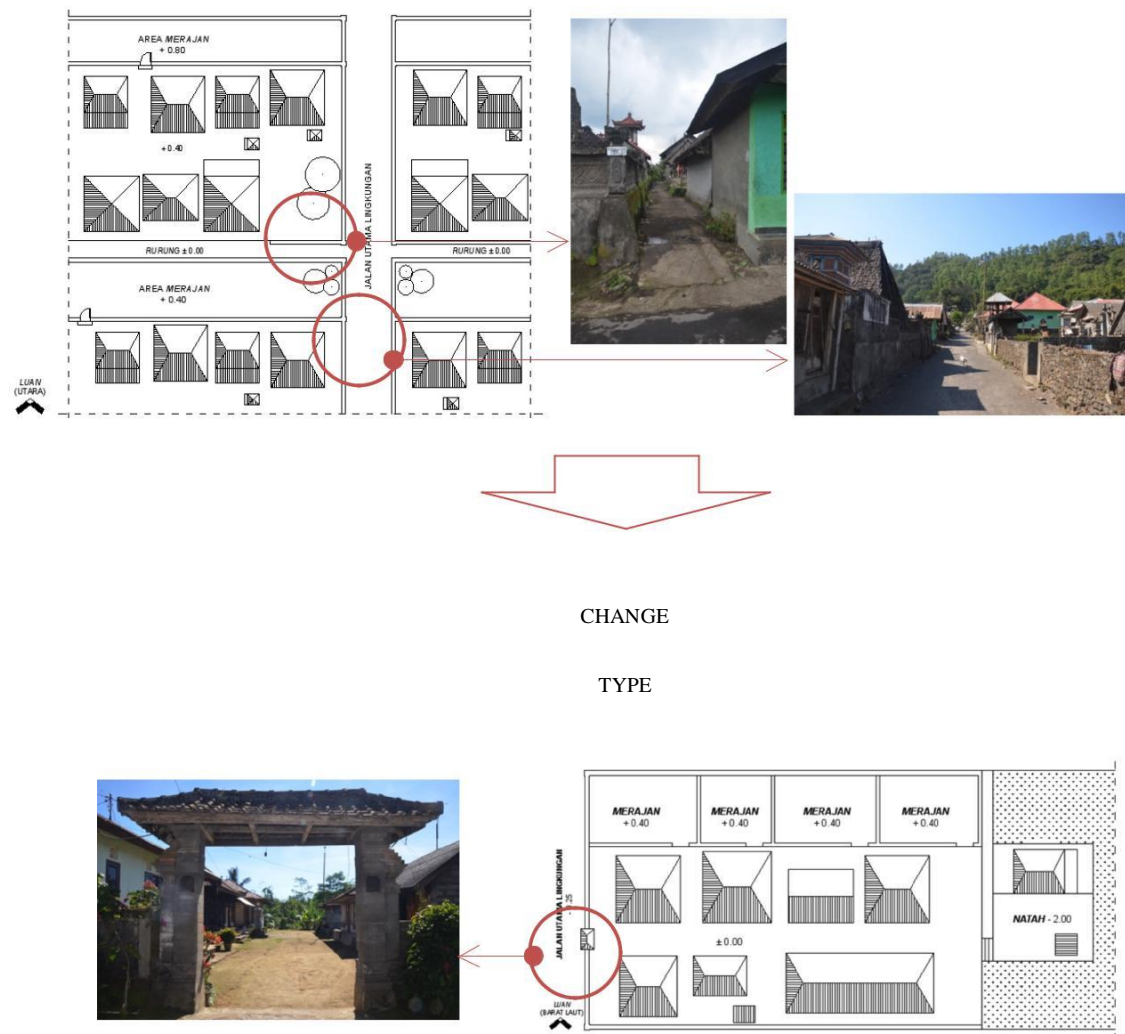 AREA MERAJAN
+ 0.80
+ 0.40
JALAN UTAMA LINGKUNGAN
RURUNG ± 0.00
RURUNG ± 0.00
AREA MERAJAN
+ 0.40
LUAN
(UTARA)
CHANGE
TYPE
MERAJAN
+ 0.40
MERAJAN
+ 0.40
MERAJAN
+ 0.40
MERAJAN
+ 0.40
JALAN UTAMA LINGKUNGAN
± 0.00
NATAH - 2.00
LUAN
(BARAT LAUT)